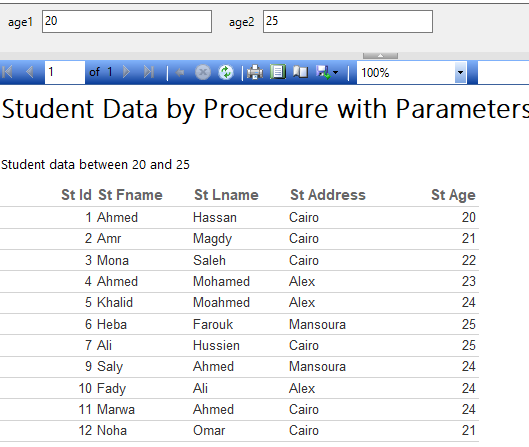 age1 20 age2 25
1 of 1 100%
Student Data by Procedure with Parameters
Student data between 20 and 25
St Id St Fname St Lname St Address St Age
1 Ahmed Hassan Cairo 20
2 Amr Magdy Cairo 21
3 Mona Saleh Cairo 22
4 Ahmed Mohamed Alex 23
5 Khalid Moahmed Alex 24
6 Heba Farouk Mansoura 25
7 Ali Hussien Cairo 25
9 Saly Ahmed Mansoura 24
10 Fady Ali Alex 24
11 Marwa Ahmed Cairo 24
12 Noha Omar Cairo 21